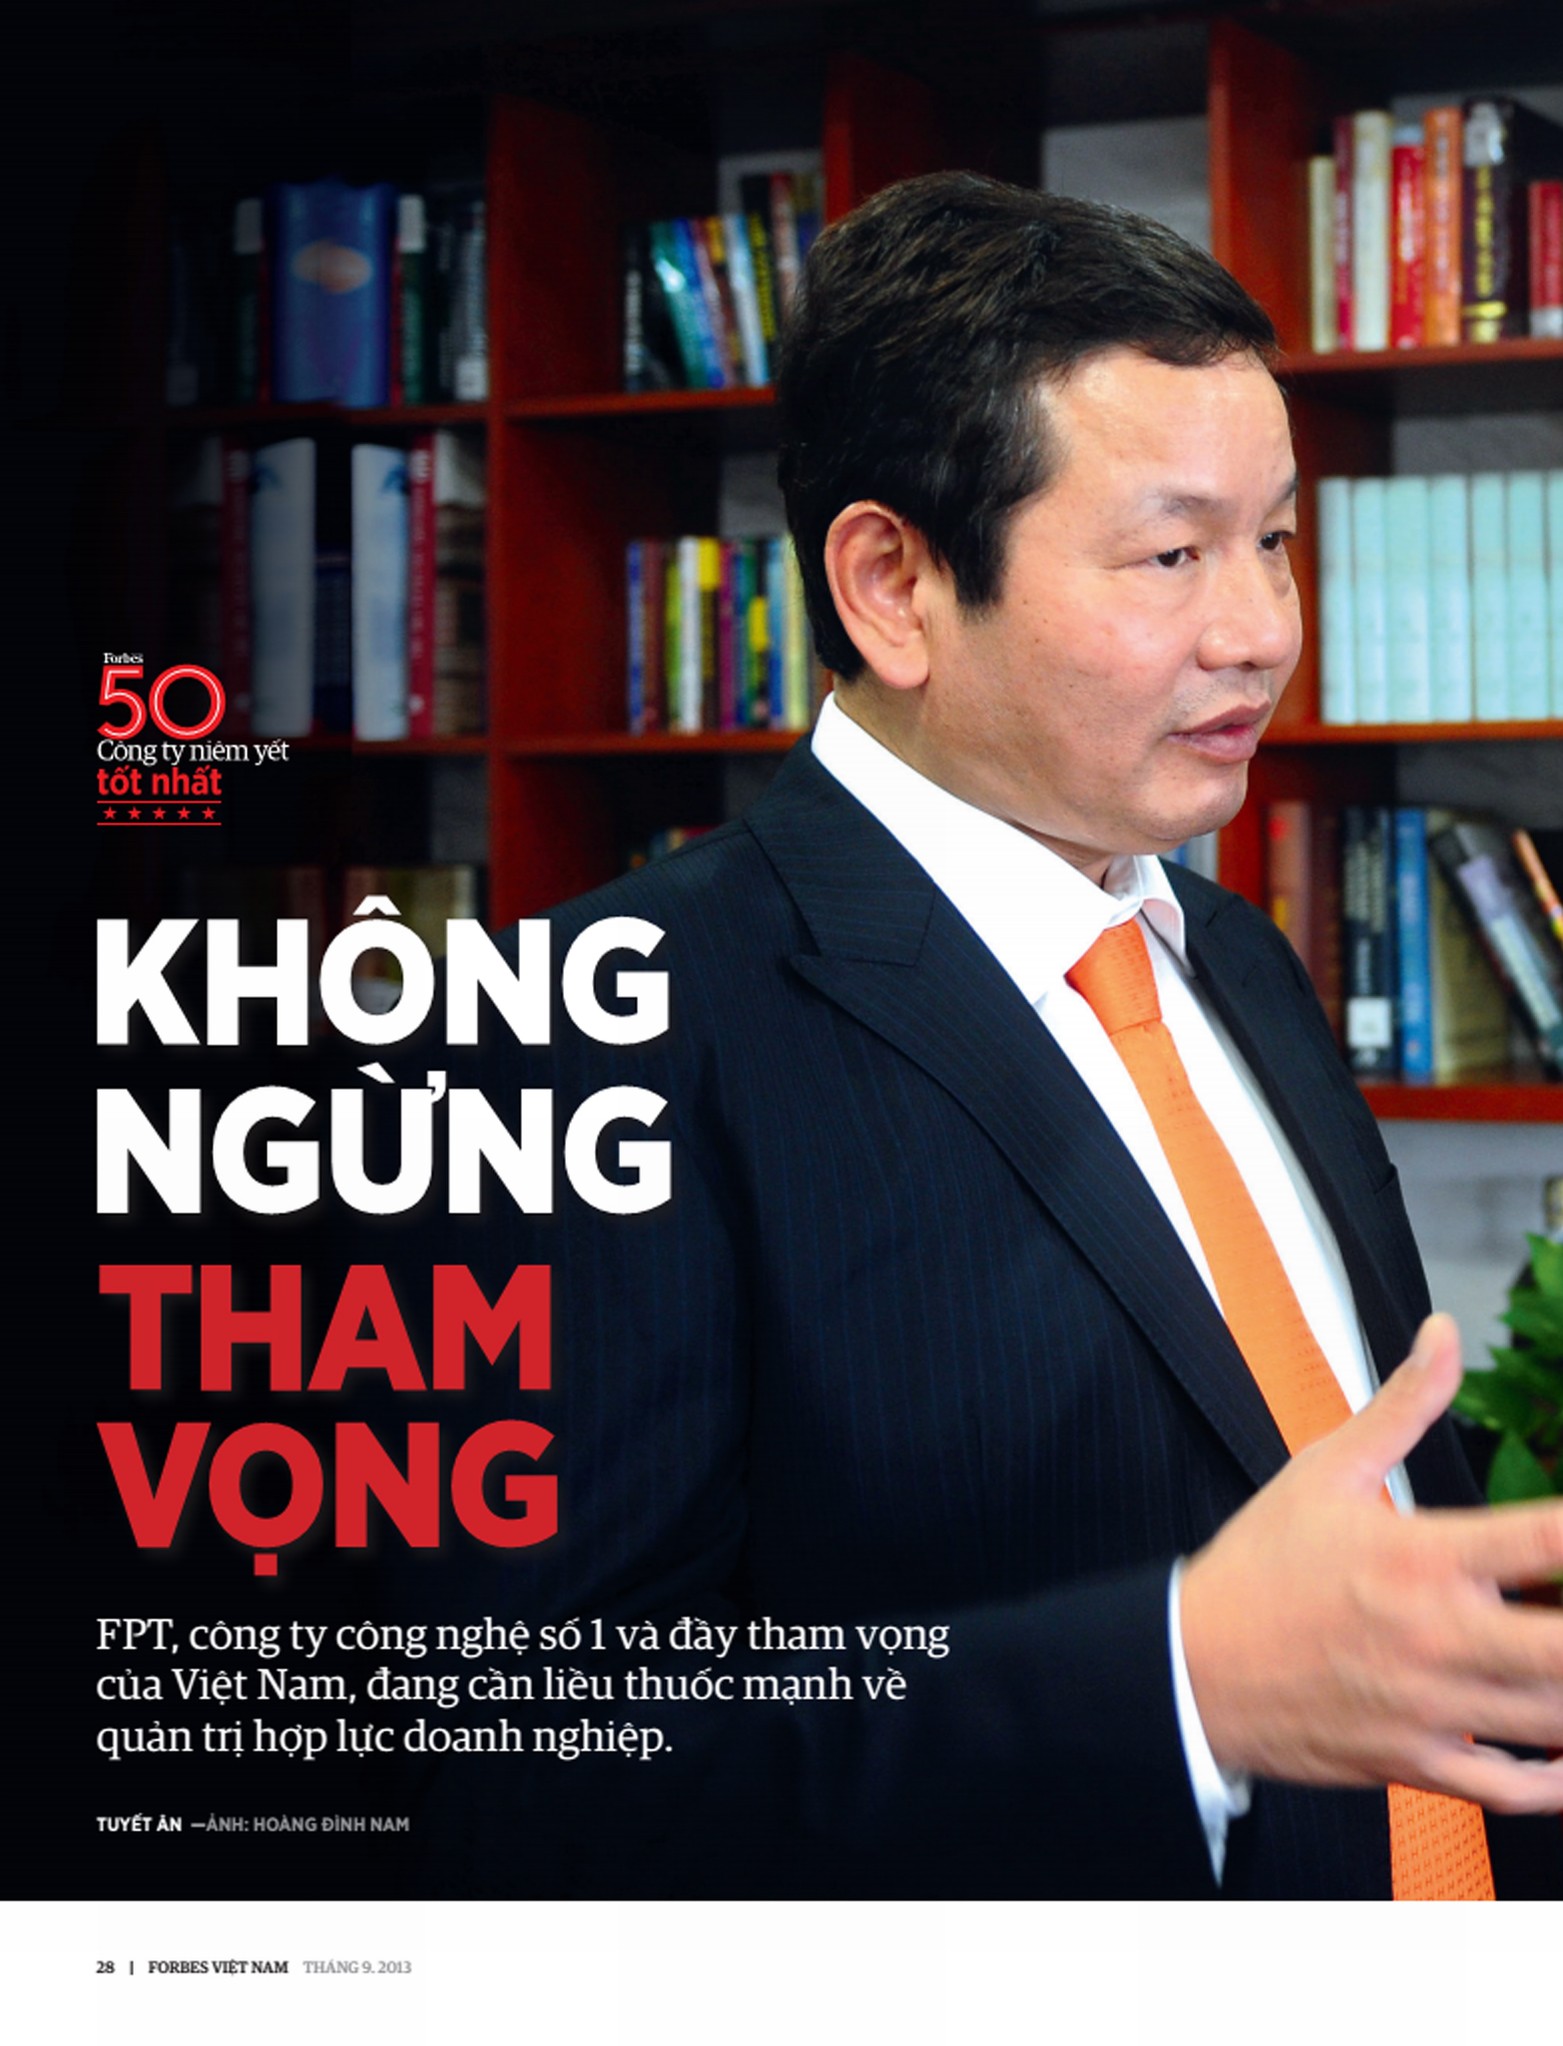 Forbes
50
Công ty niêm yết
tốt nhất
KHÔNG
NGỪNG
THAM
VỌNG
FPT, công ty công nghệ số 1 và đầy tham vọng
của Việt Nam, đang cần liều thuốc mạnh về
quản trị hợp lực doanh nghiệp.
TUYẾT ÂN —ẢNH: HOÀNG ĐÌNH NAM
28 | FORBES VIỆT NAM THÁNG 9. 2013